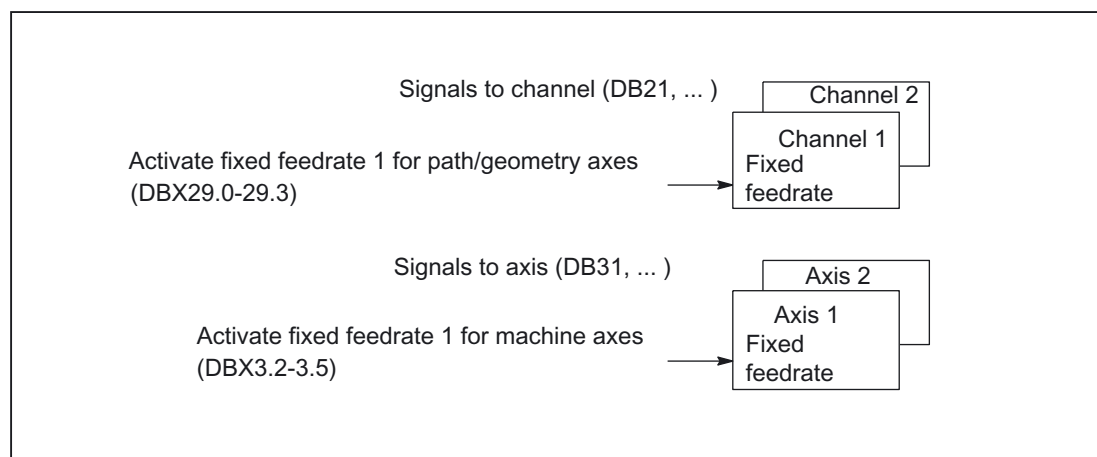 Signals to channel (DB21, ... )
Channel 2
Channel 1
Activate fixed feedrate 1 for path/geometry axes
(DBX29.0-29.3)
Fixed
feedrate
Signals to axis (DB31, ... )
Axis 2
Axis 1
Activate fixed feedrate 1 for machine axes
(DBX3.2-3.5)
Fixed
feedrate